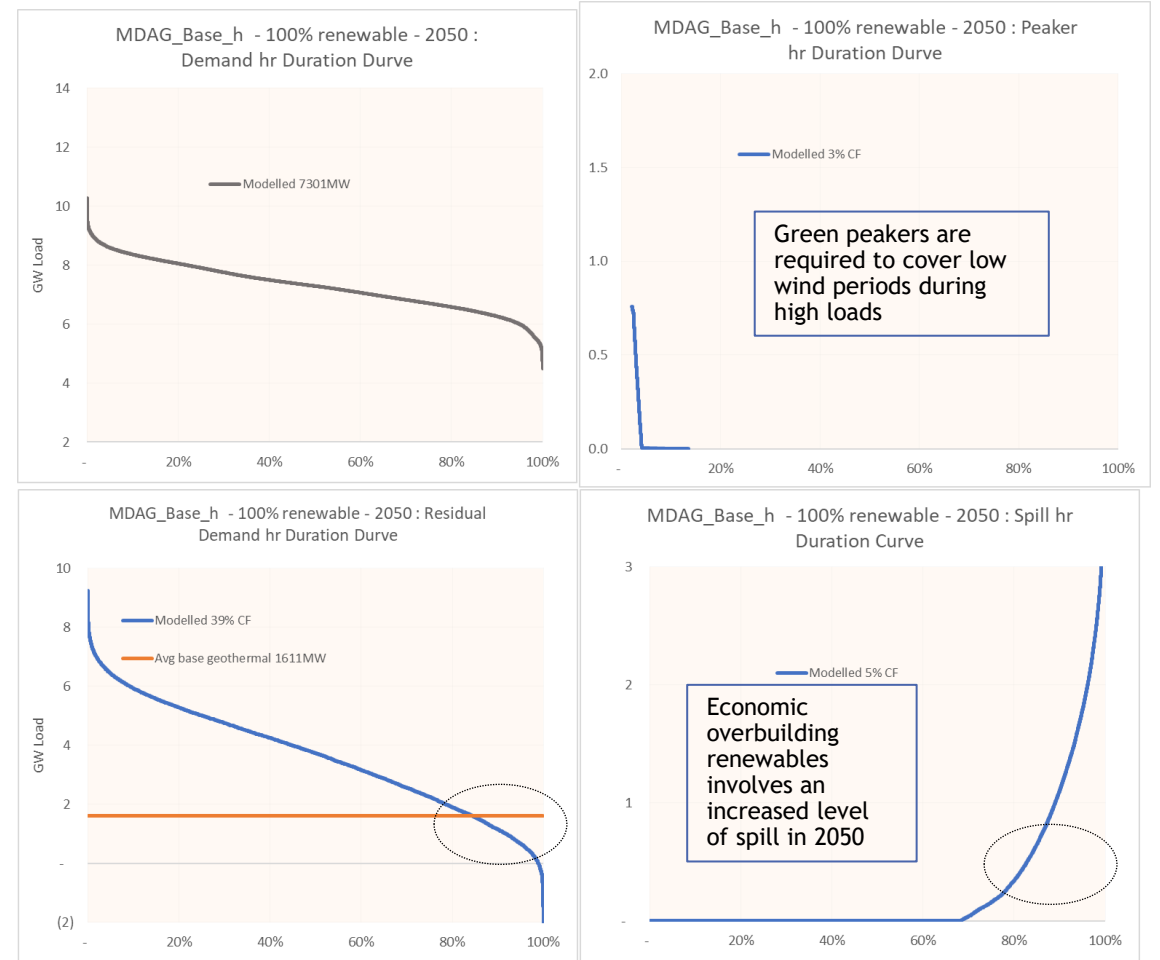 MDAG_Base_h - 100% renewable - 2050 :
Demand hr Duration Durve
14
12
10
8
6
4
2
GW Load
Modelled 7301MW
-
20%
40%
60%
80%
100%
MDAG_Base_h - 100% renewable - 2050 : Peaker
hr Duration Durve
2.0
1.5
1.0
0.5
0.0
Modelled 3% CF
Green peakers are
required to cover low
wind periods during
high loads
-
20%
40%
60%
80%
100%
MDAG_Base_h - 100% renewable - 2050 : Residual
Demand hr Duration Durve
10
8
6
4
2
-
(2)
GW Load
Modelled 39% CF
Avg base geothermal 1611MW
-
20%
40%
60%
80%
100%
MDAG_Base_h - 100% renewable - 2050 : Spill hr
Duration Curve
3
2
1
-
Modelled 5% CF
Economic
overbuilding
renewables
involves an
increased level
of spill in 2050
-
20%
40%
60%
80%
100%